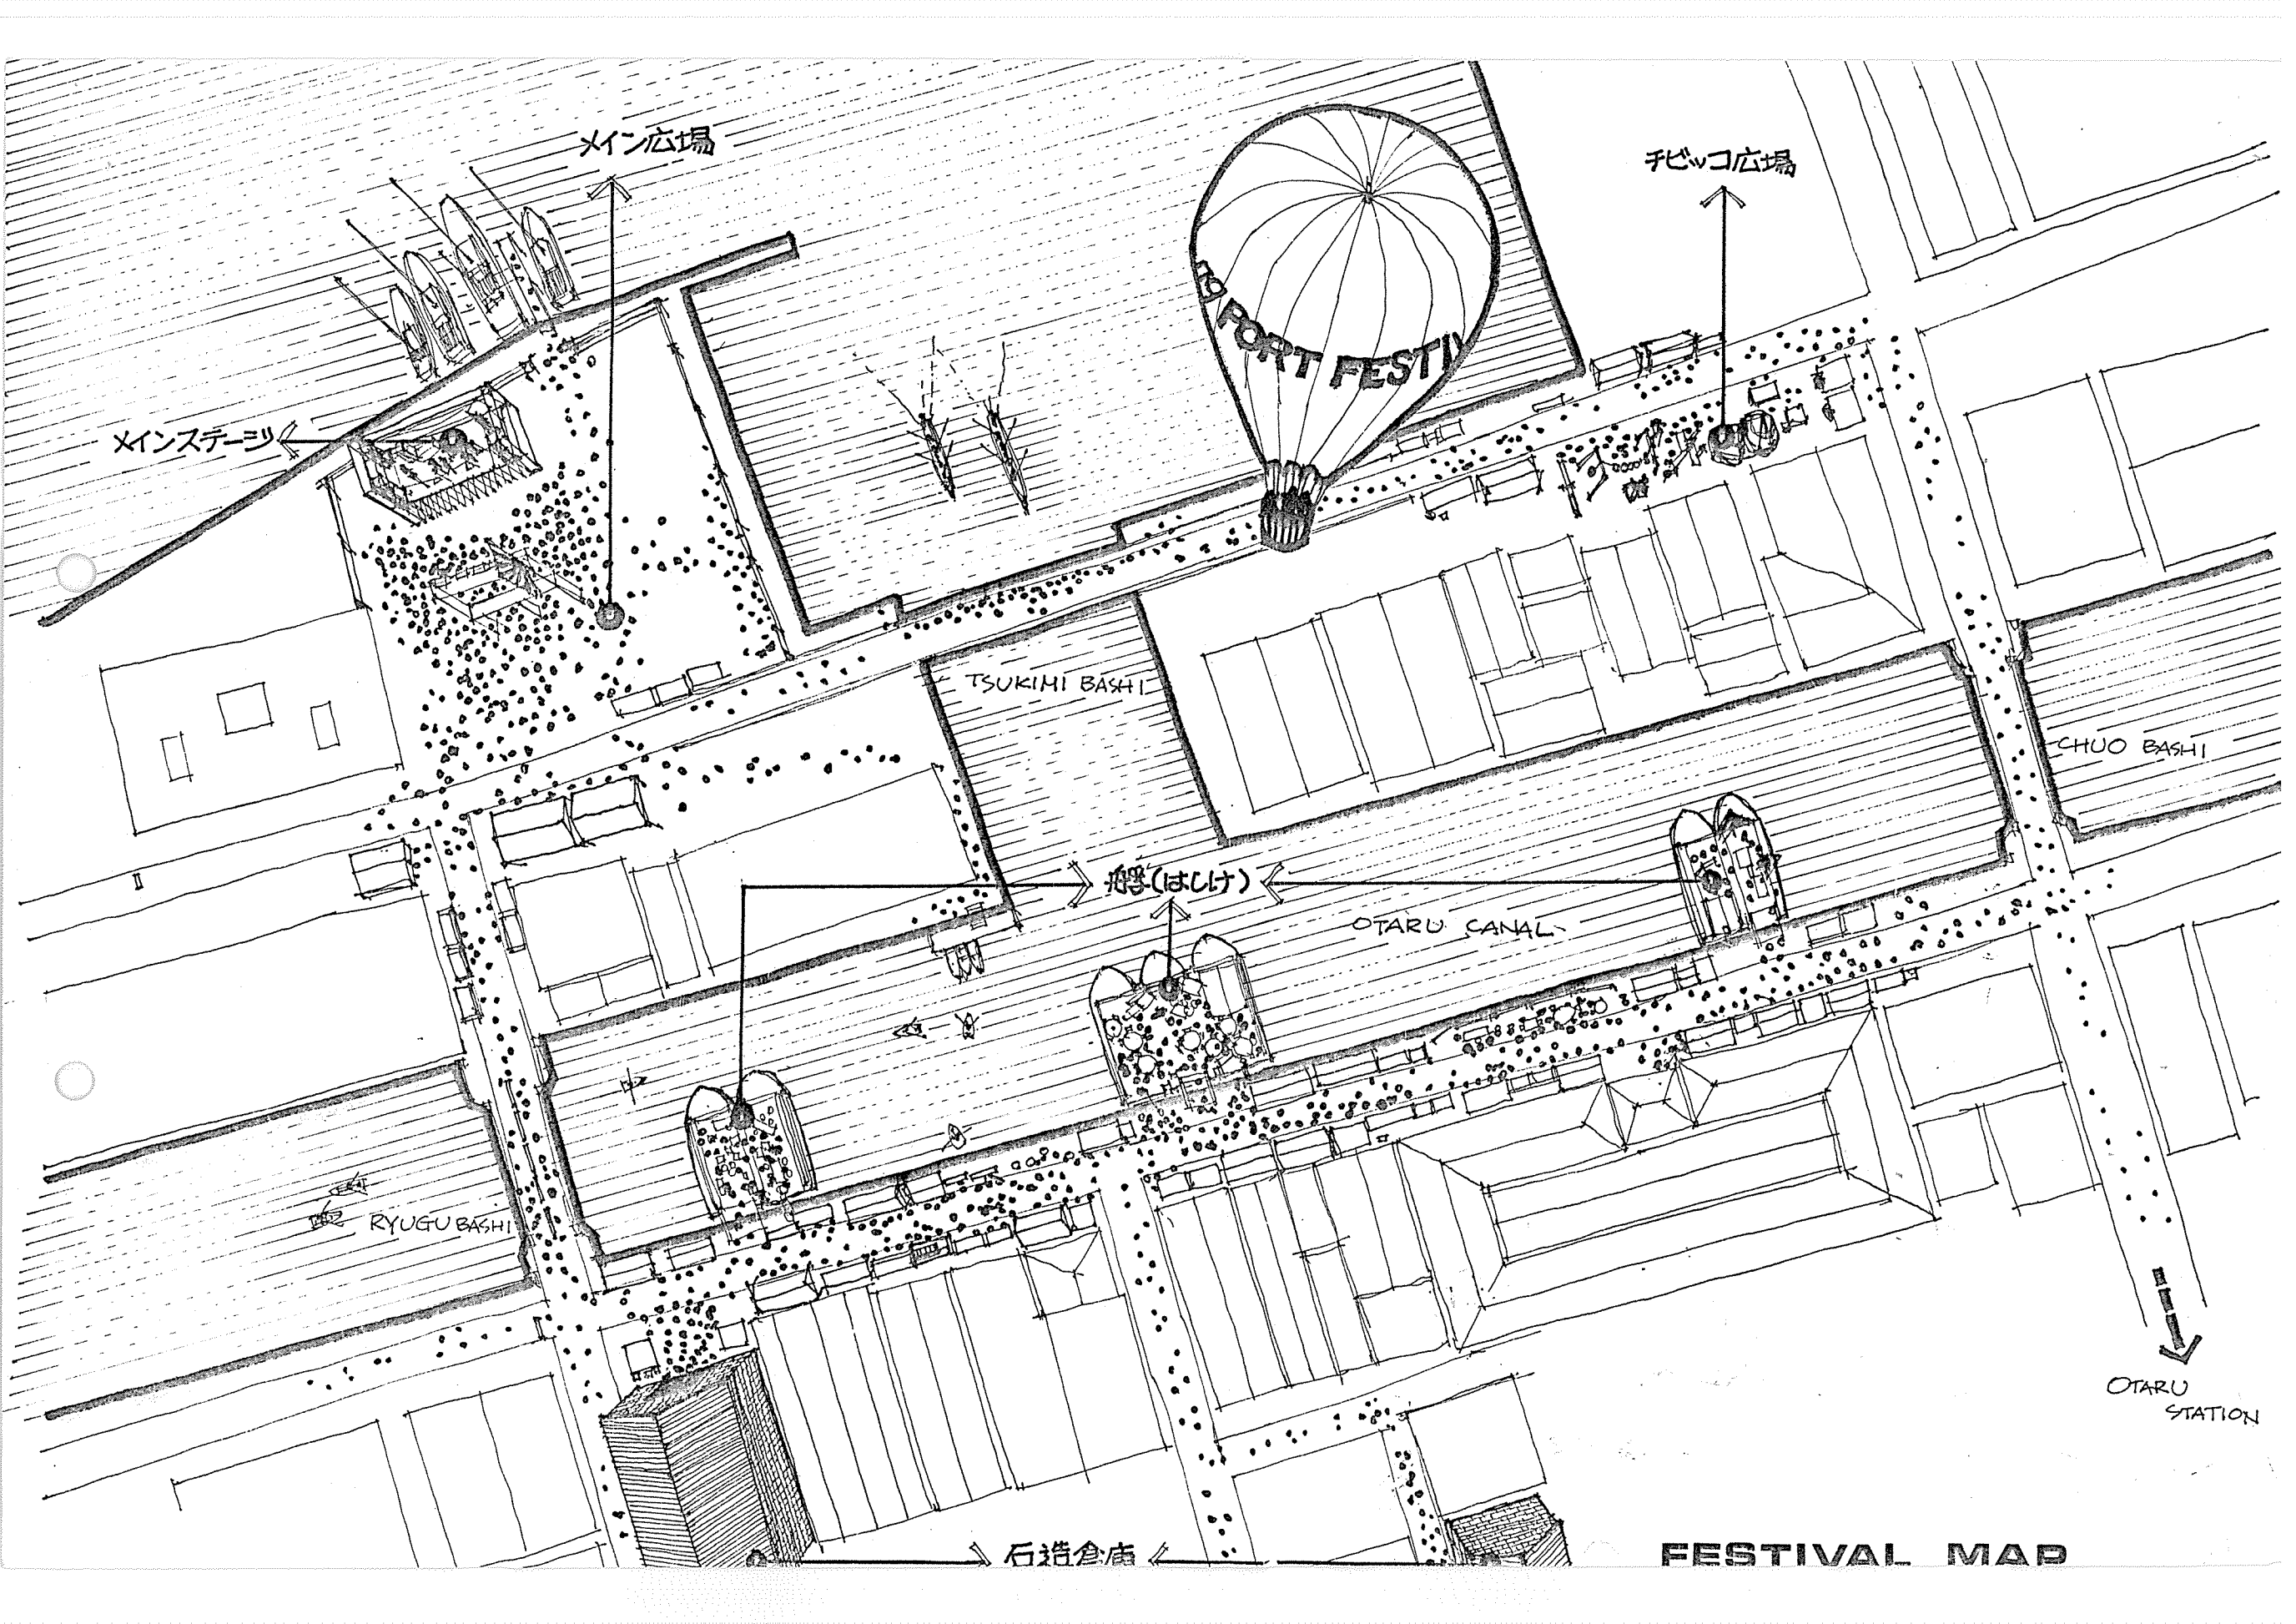 メイン広場
チビッコ広場
TO PORT FESTIV
メインステージ
TSUKIMI BASHI
CHUO BASHI
艀(はしけ)
OTARU CANAL
RYUGU BASHI
OTARU
STATION
石造倉庫
FESTIVAL MAP